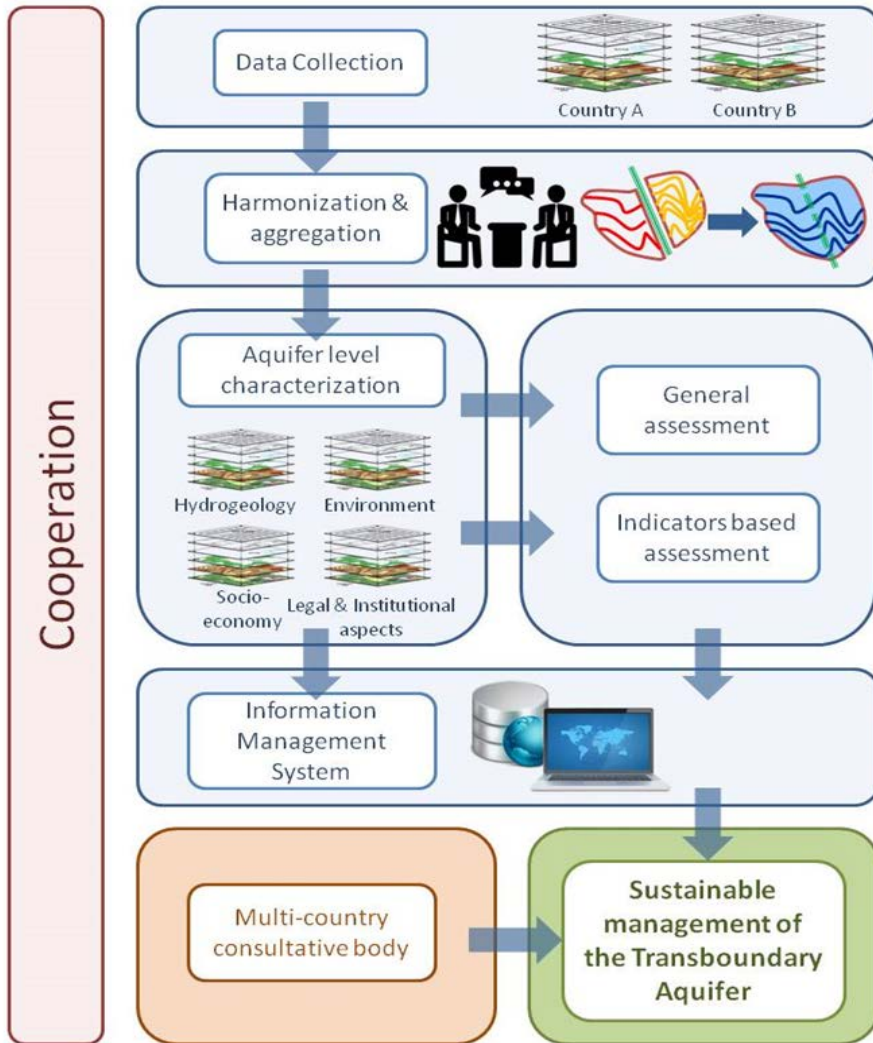 Cooperation
Data Collection
Country A
Country B
Harmonization &
aggregation
Aquifer level
characterization
Hydrogeology
Environment
Socio-
economy
Legal & Institutional
aspects
General
assessment
Indicators based
assessment
Information
Management
System
Multi-country
consultative body
Sustainable
management of
the Transboundary
Aquifer